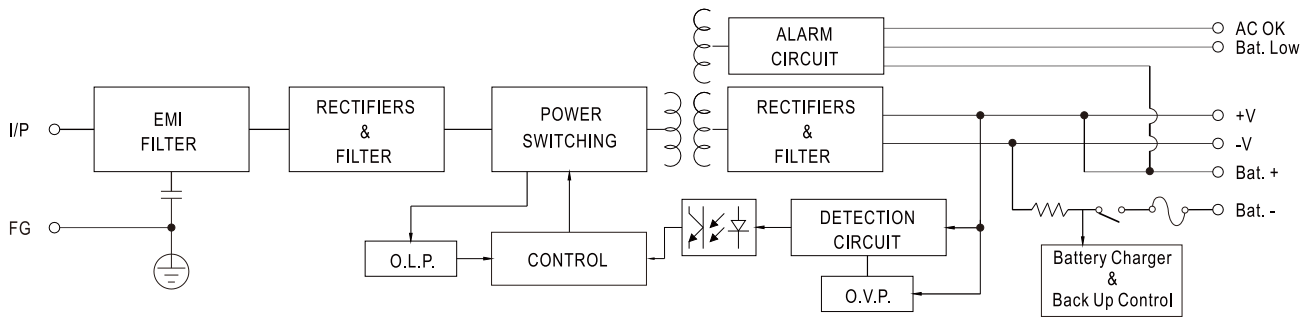 ALARM
CIRCUIT
AC OK
Bat. Low
I/P
EMI
FILTER
RECTIFIERS
&
FILTER
POWER
SWITCHING
RECTIFIERS
&
FILTER
+V
-V
Bat. +
Bat. -
FG
O.L.P.
CONTROL
DETECTION
CIRCUIT
O.V.P.
Battery Charger
&
Back Up Control